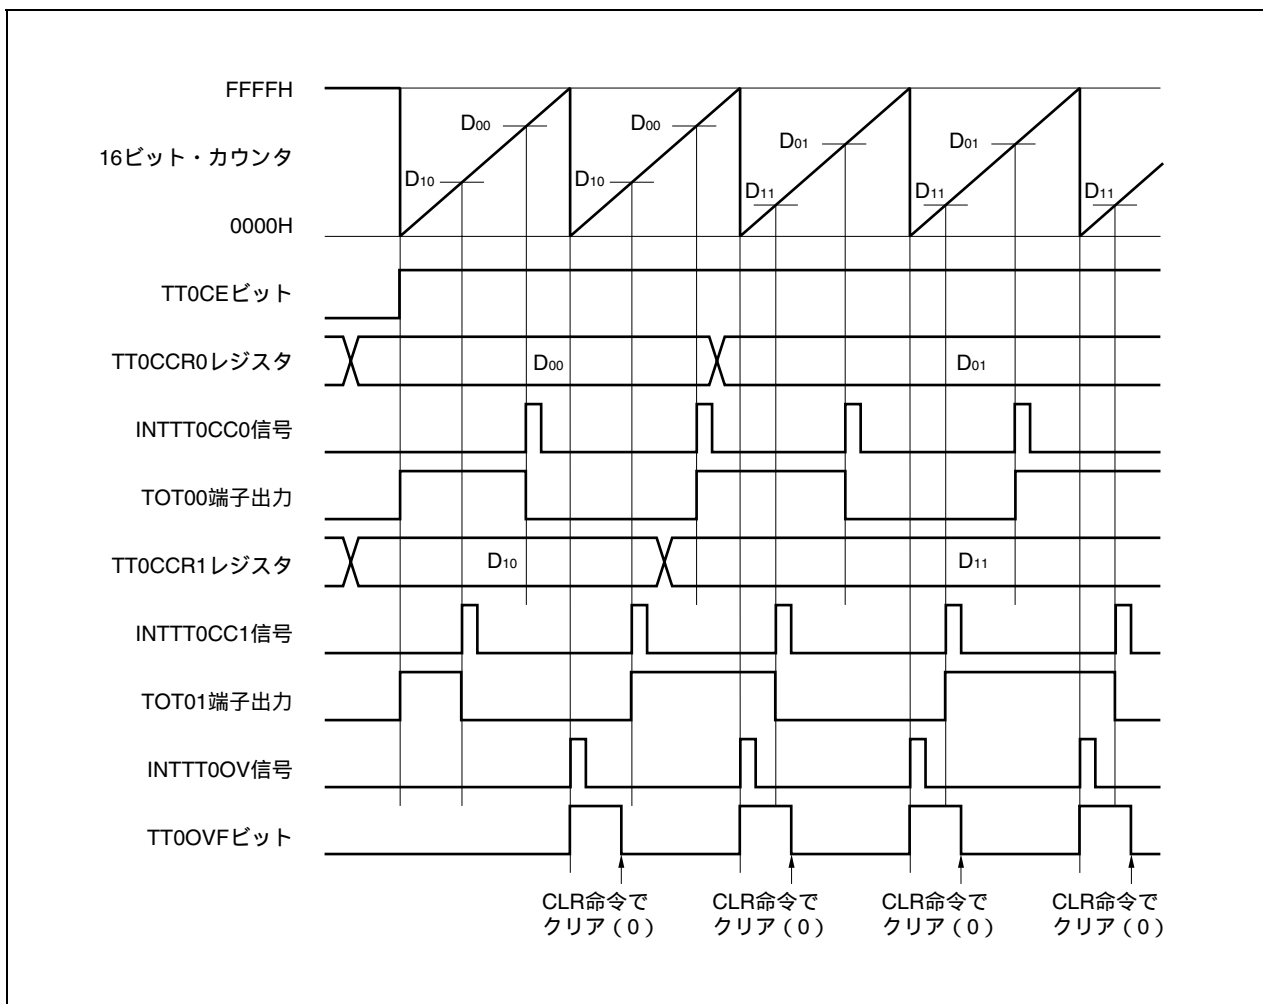 FFFFH
D00
D00
D01
D01
16ビット・カウンタ
D10
D10
D11
D11
D11
0000H
TT0CEビット
TT0CCR0レジスタ
D00
D01
INTTT0CC0信号
TOT00端子出力
TT0CCR1レジスタ
D10
D11
INTTT0CC1信号
TOT01端子出力
INTTT0OV信号
TT0OVFビット
CLR命令で
クリア（0）
CLR命令で
クリア（0）
CLR命令で
クリア（0）
CLR命令で
クリア（0）